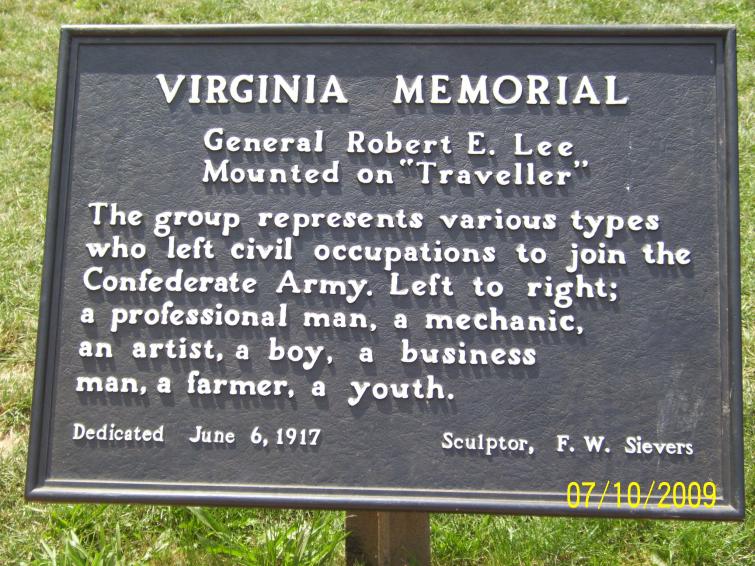 VIRGINIA MEMORIAL
General Robert E. Lee
Mounted on "Traveller"
The group represents various types
who left civil occupations to join the
Confederate Army. Left to right;
a professional man, a mechanic,
an artist, a boy, a business
man, a farmer, a youth.
Dedicated June 6, 1917 Sculptor, F. W. Sievers
07/10/2009